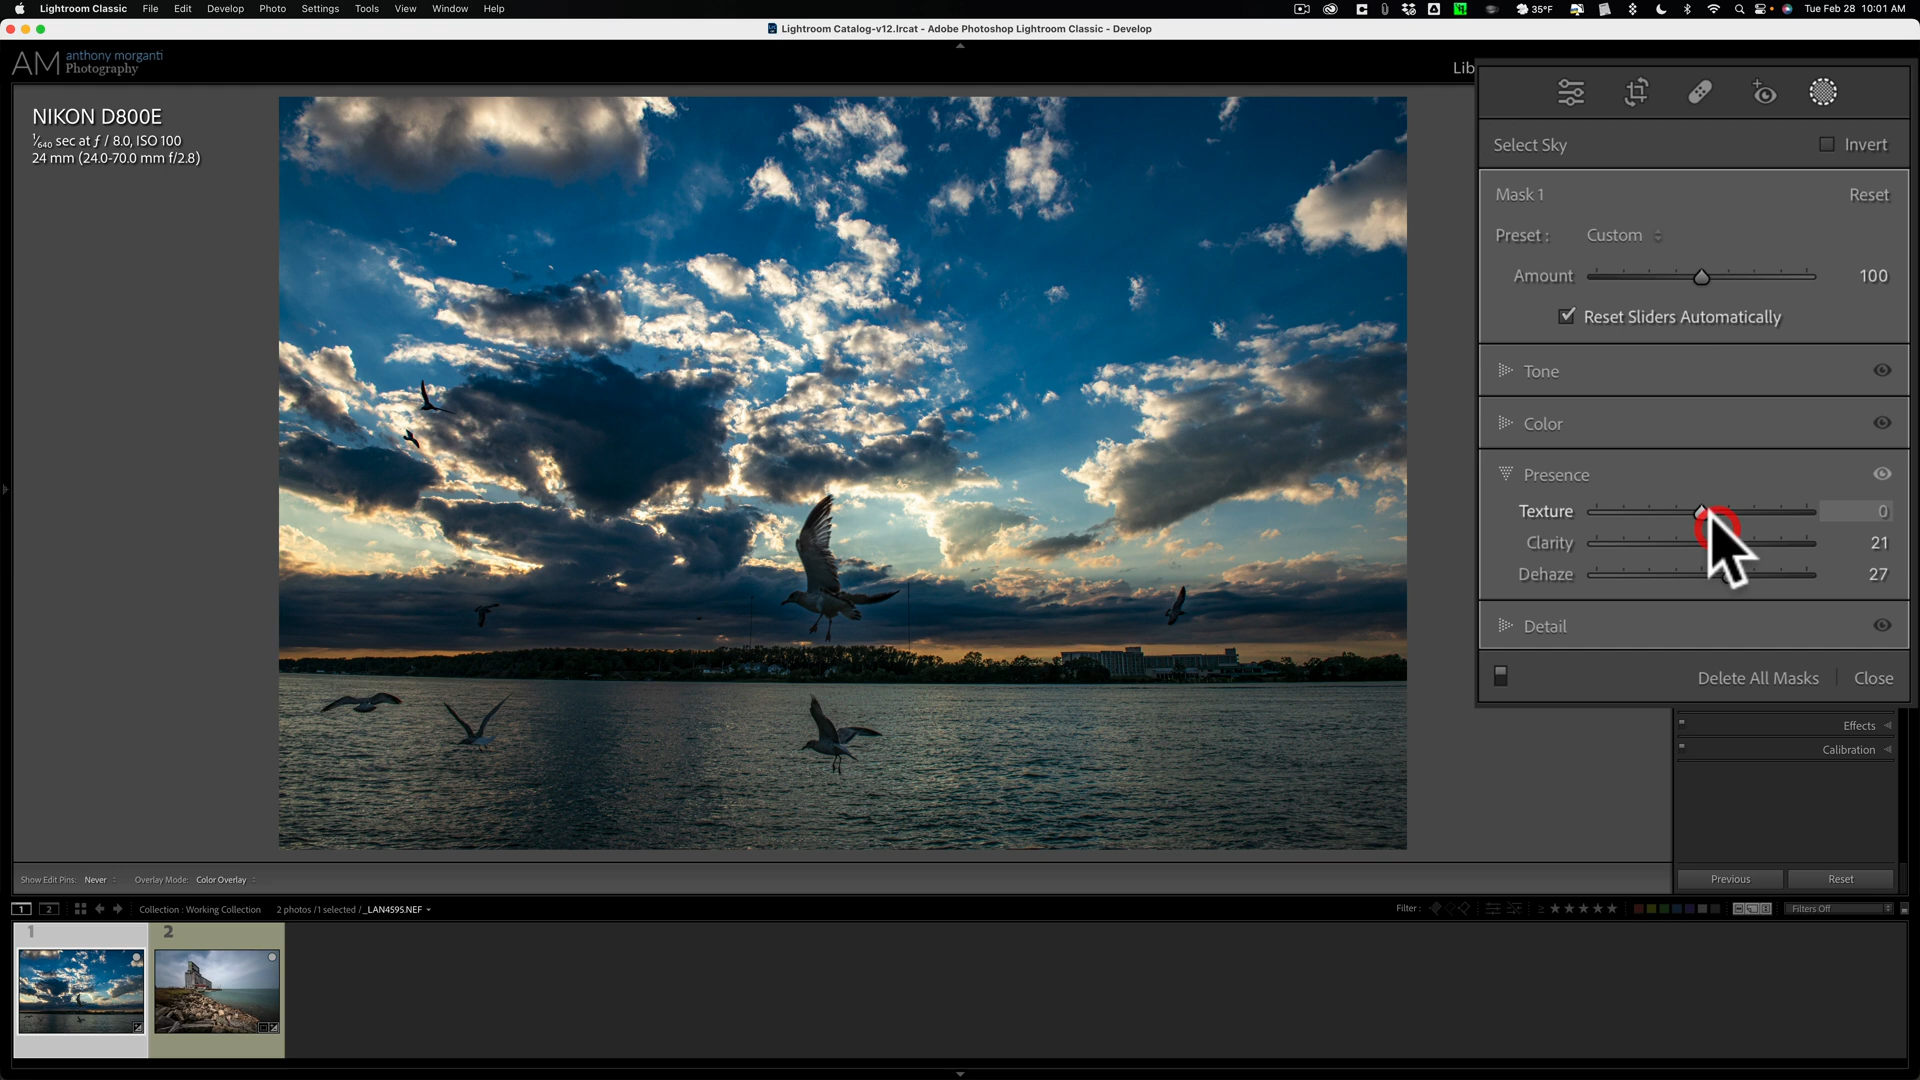 Lightroom Classic File Edit Develop Photo Settings Tools View Window Help 35°F Tue Feb 28 10:01 AM
Lightroom Catalog-v12.lrcat - Adobe Photoshop Lightroom Classic - Develop
AM anthony morganti
Photography
Lib
NIKON D800E
1/640 sec at ƒ / 8.0, ISO 100
24 mm (24.0-70.0 mm f/2.8)
Select Sky Invert
Mask 1 Reset
Preset : Custom
Amount 100
Reset Sliders Automatically
Tone
Color
Presence
Texture 0
Clarity 21
Dehaze 27
Detail
Delete All Masks Close
Effects
Calibration
Previous Reset
Show Edit Pins: Never Overlay Mode: Color Overlay
1 2 Collection : Working Collection 2 photos / 1 selected / _LAN4595.NEF Filter : Filters Off
1 2